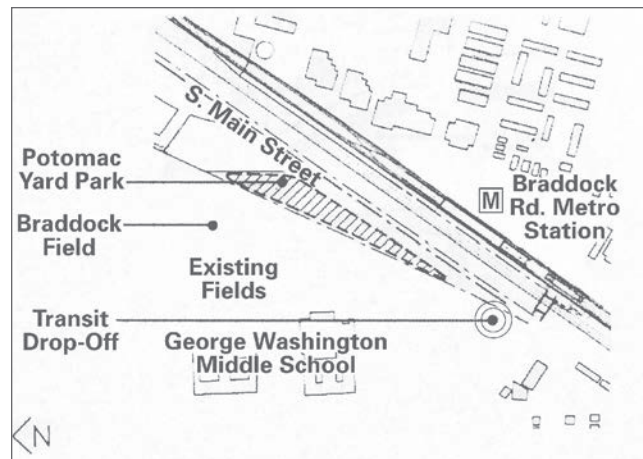 S. Main Street
Potomac
Yard Park
Braddock
Field
M
Braddock
Rd. Metro
Station
Existing
Fields
Transit
Drop-Off
George Washington
Middle School
N